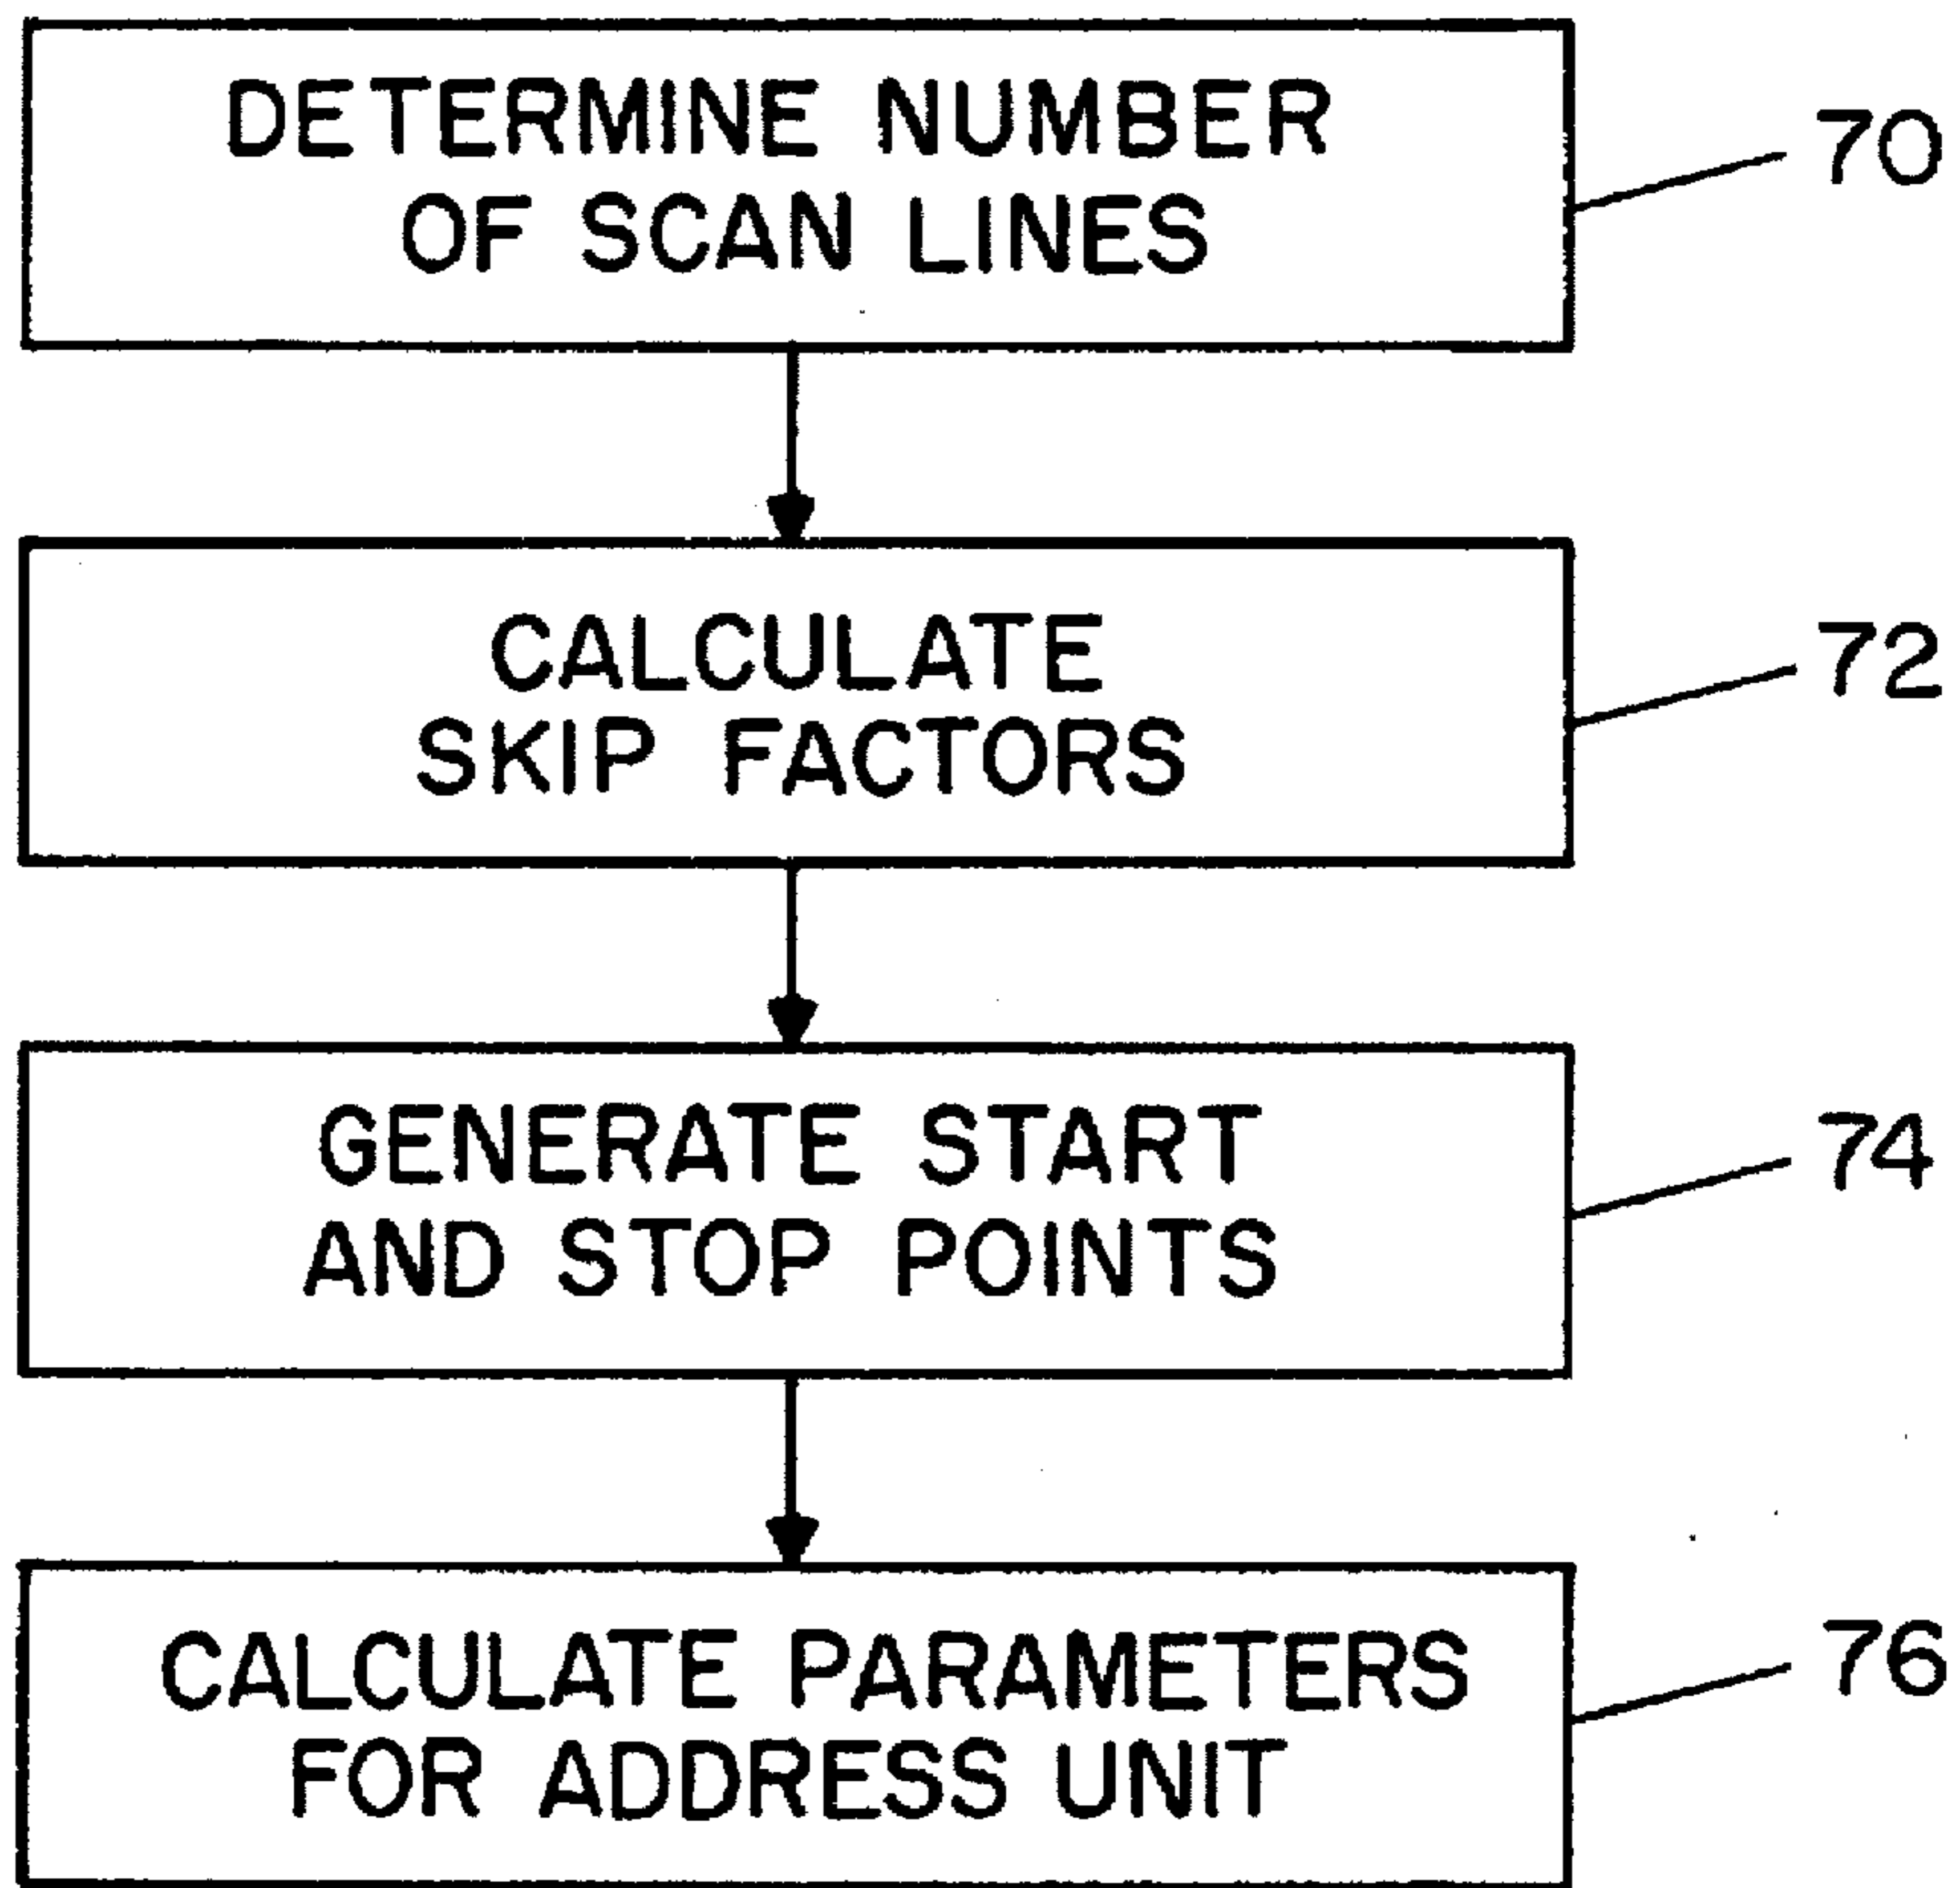 DETERMINE NUMBER
OF SCAN LINES
70
CALCULATE
SKIP FACTORS
72
GENERATE START
AND STOP POINTS
74
CALCULATE PARAMETERS
FOR ADDRESS UNIT
76